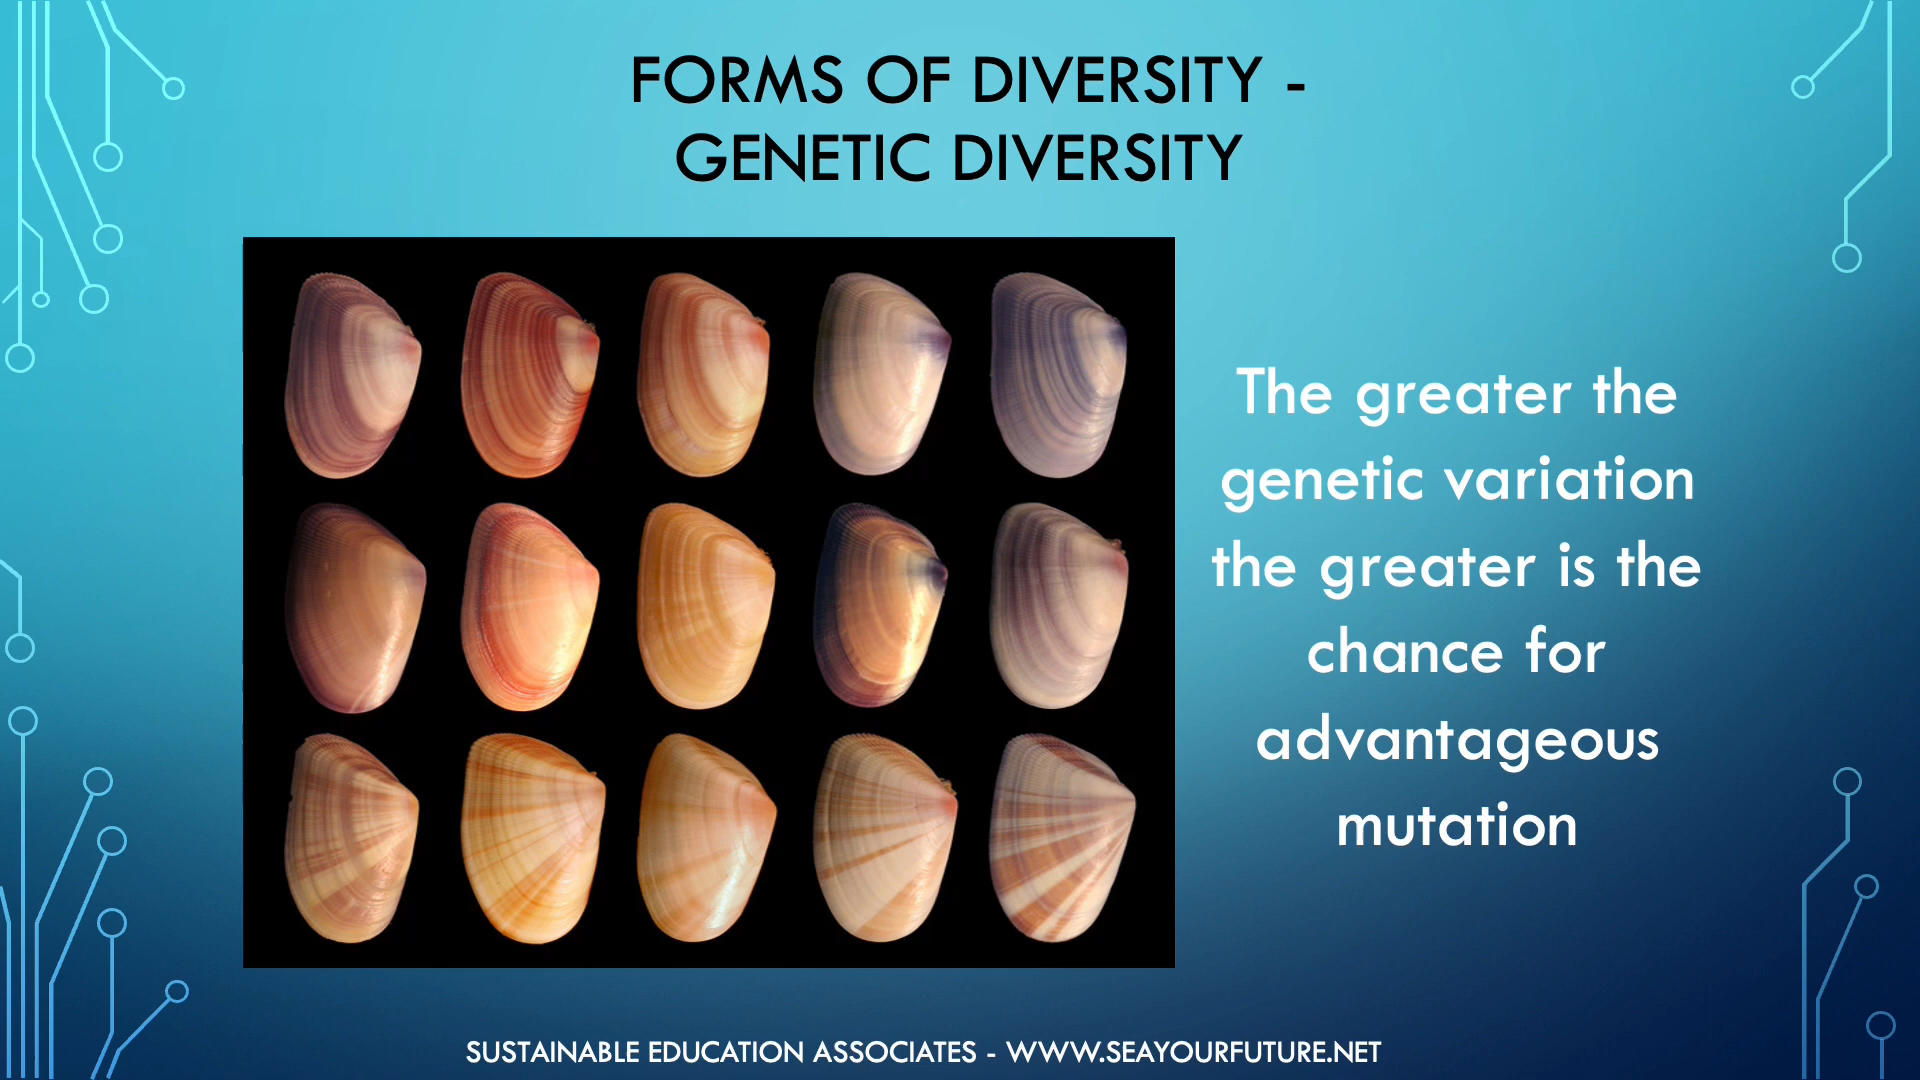 FORMS OF DIVERSITY -
GENETIC DIVERSITY
The greater the
genetic variation
the greater is the
chance for
advantageous
mutation
SUSTAINABLE EDUCATION ASSOCIATES - WWW.SEAYOURFUTURE.NET